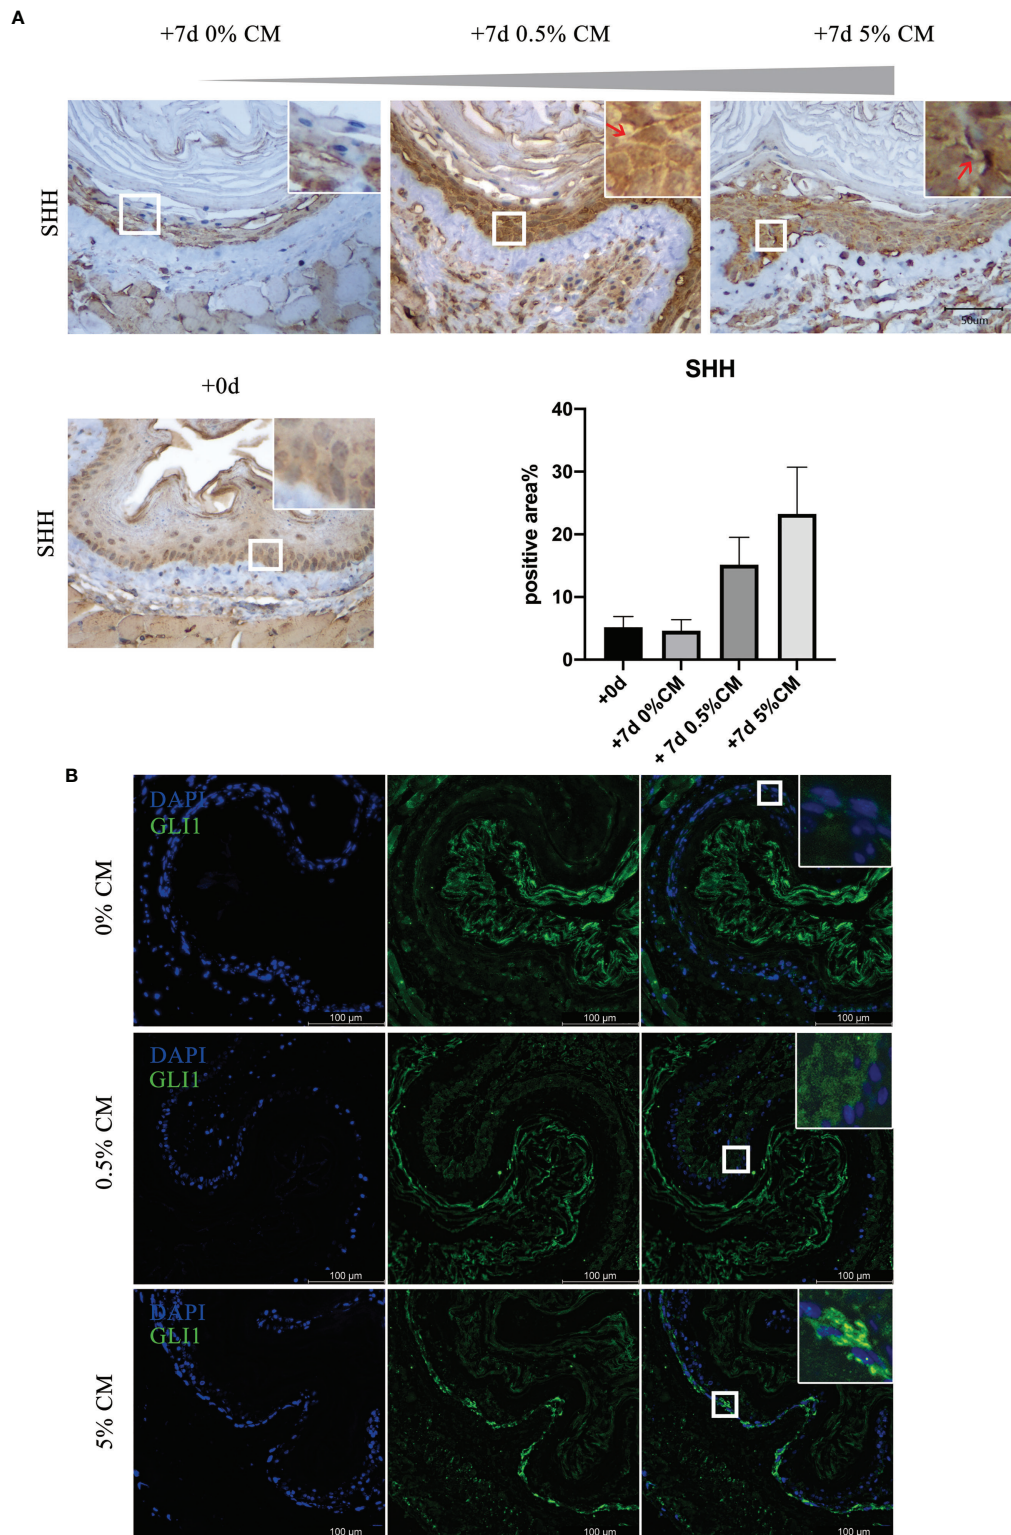 A
+7d 0% CM
+7d 0.5% CM
+7d 5% CM
SHH
50um
+0d
SHH
SHH
positive area%
40
30
20
10
0
+0d
+7d 0%CM
+ 7d 0.5%CM
+7d 5%CM
B
0% CM
DAPI
GLI1
100 µm
100 µm
100 µm
0.5% CM
DAPI
GLI1
100 µm
100 µm
100 µm
5% CM
DAPI
GLI1
100 µm
100 µm
100 µm